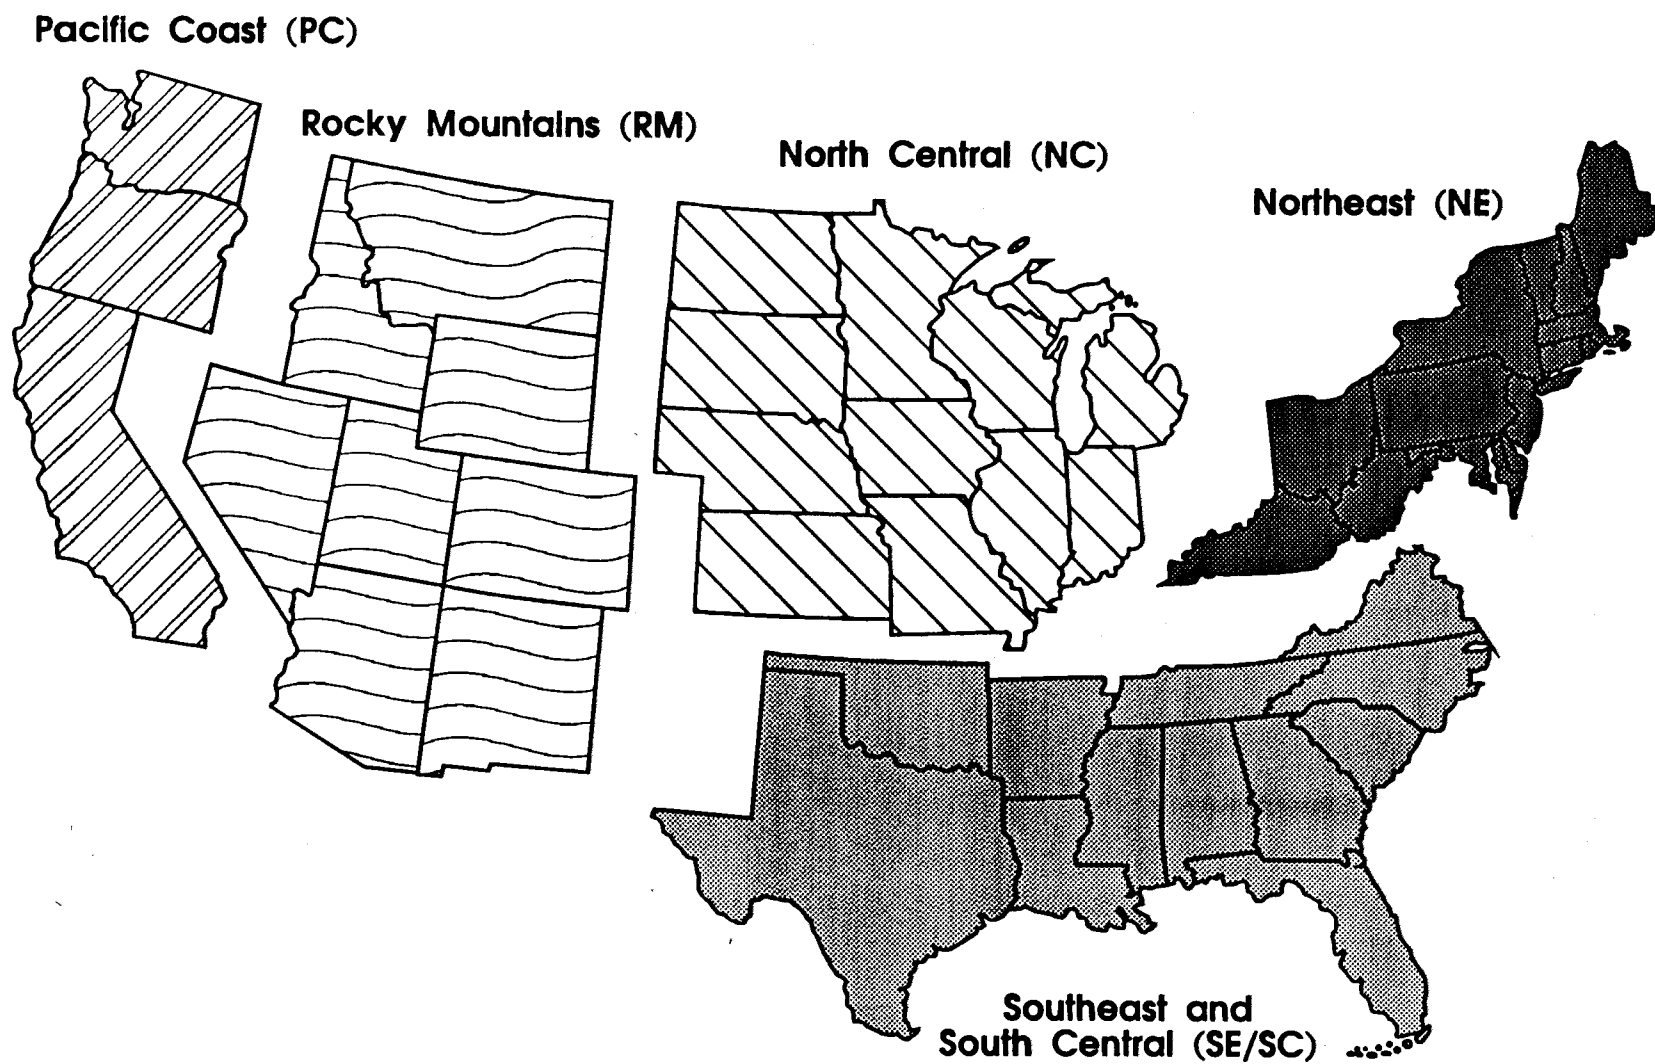 Pacific Coast (PC)
Rocky Mountains (RM)
North Central (NC)
Northeast (NE)
Southeast and
South Central (SE/SC)